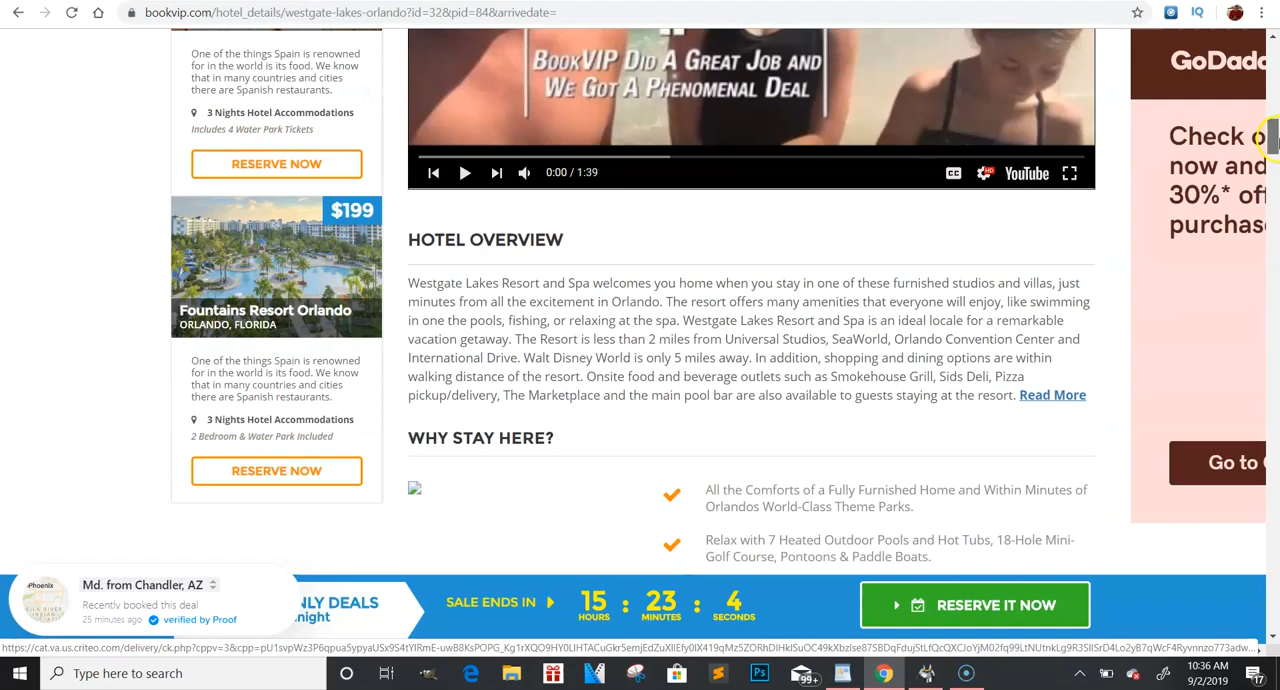 bookvip.com/hotel_details/westgate-lakes-orlando?id=32&pid=84&arrivedate=
IQ
One of the things Spain is renowned
for in the world is its food. We know
that in many countries and cities
there are Spanish restaurants.
3 Nights Hotel Accommodations
Includes 4 Water Park Tickets
RESERVE NOW
$199
Fountains Resort Orlando
ORLANDO, FLORIDA
One of the things Spain is renowned
for in the world is its food. We know
that in many countries and cities
there are Spanish restaurants.
3 Nights Hotel Accommodations
2 Bedroom & Water Park Included
RESERVE NOW
BOOKVIP DID A GREAT JOB AND
WE GOT A PHENOMENAL DEAL
0:00 / 1:39
CC
HD
YouTube
HOTEL OVERVIEW
Westgate Lakes Resort and Spa welcomes you home when you stay in one of these furnished studios and villas, just
minutes from all the excitement in Orlando. The resort offers many amenities that everyone will enjoy, like swimming
in one the pools, fishing, or relaxing at the spa. Westgate Lakes Resort and Spa is an ideal locale for a remarkable
vacation getaway. The Resort is less than 2 miles from Universal Studios, SeaWorld, Orlando Convention Center and
International Drive. Walt Disney World is only 5 miles away. In addition, shopping and dining options are within
walking distance of the resort. Onsite food and beverage outlets such as Smokehouse Grill, Sids Deli, Pizza
pickup/delivery, The Marketplace and the main pool bar are also available to guests staying at the resort. Read More
WHY STAY HERE?
All the Comforts of a Fully Furnished Home and Within Minutes of
Orlandos World-Class Theme Parks.
Relax with 7 Heated Outdoor Pools and Hot Tubs, 18-Hole Mini-
Golf Course, Pontoons & Paddle Boats.
GoDadd
Check o
now and
30%* off
purchas
Go to
Phoenix
Md. from Chandler, AZ
Recently booked this deal
25 minutes ago verified by Proof
NLY DEALS
night
SALE ENDS IN
15 : 23 : 4
HOURS MINUTES SECONDS
RESERVE IT NOW
Type here to search
99+
10:36 AM
9/2/2019
17